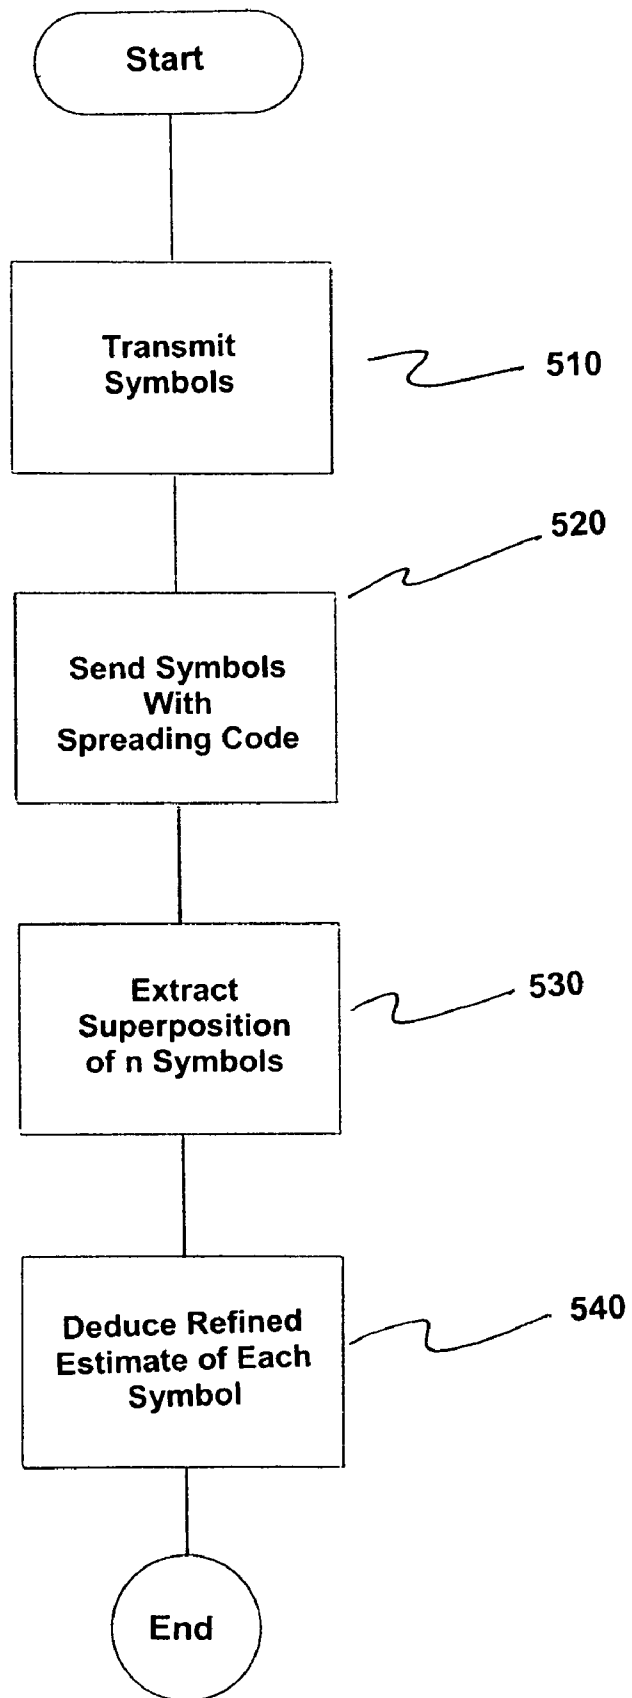 Start
Transmit
Symbols
510
520
Send Symbols
With
Spreading Code
Extract
Superposition
of n Symbols
530
Deduce Refined
Estimate of Each
Symbol
540
End